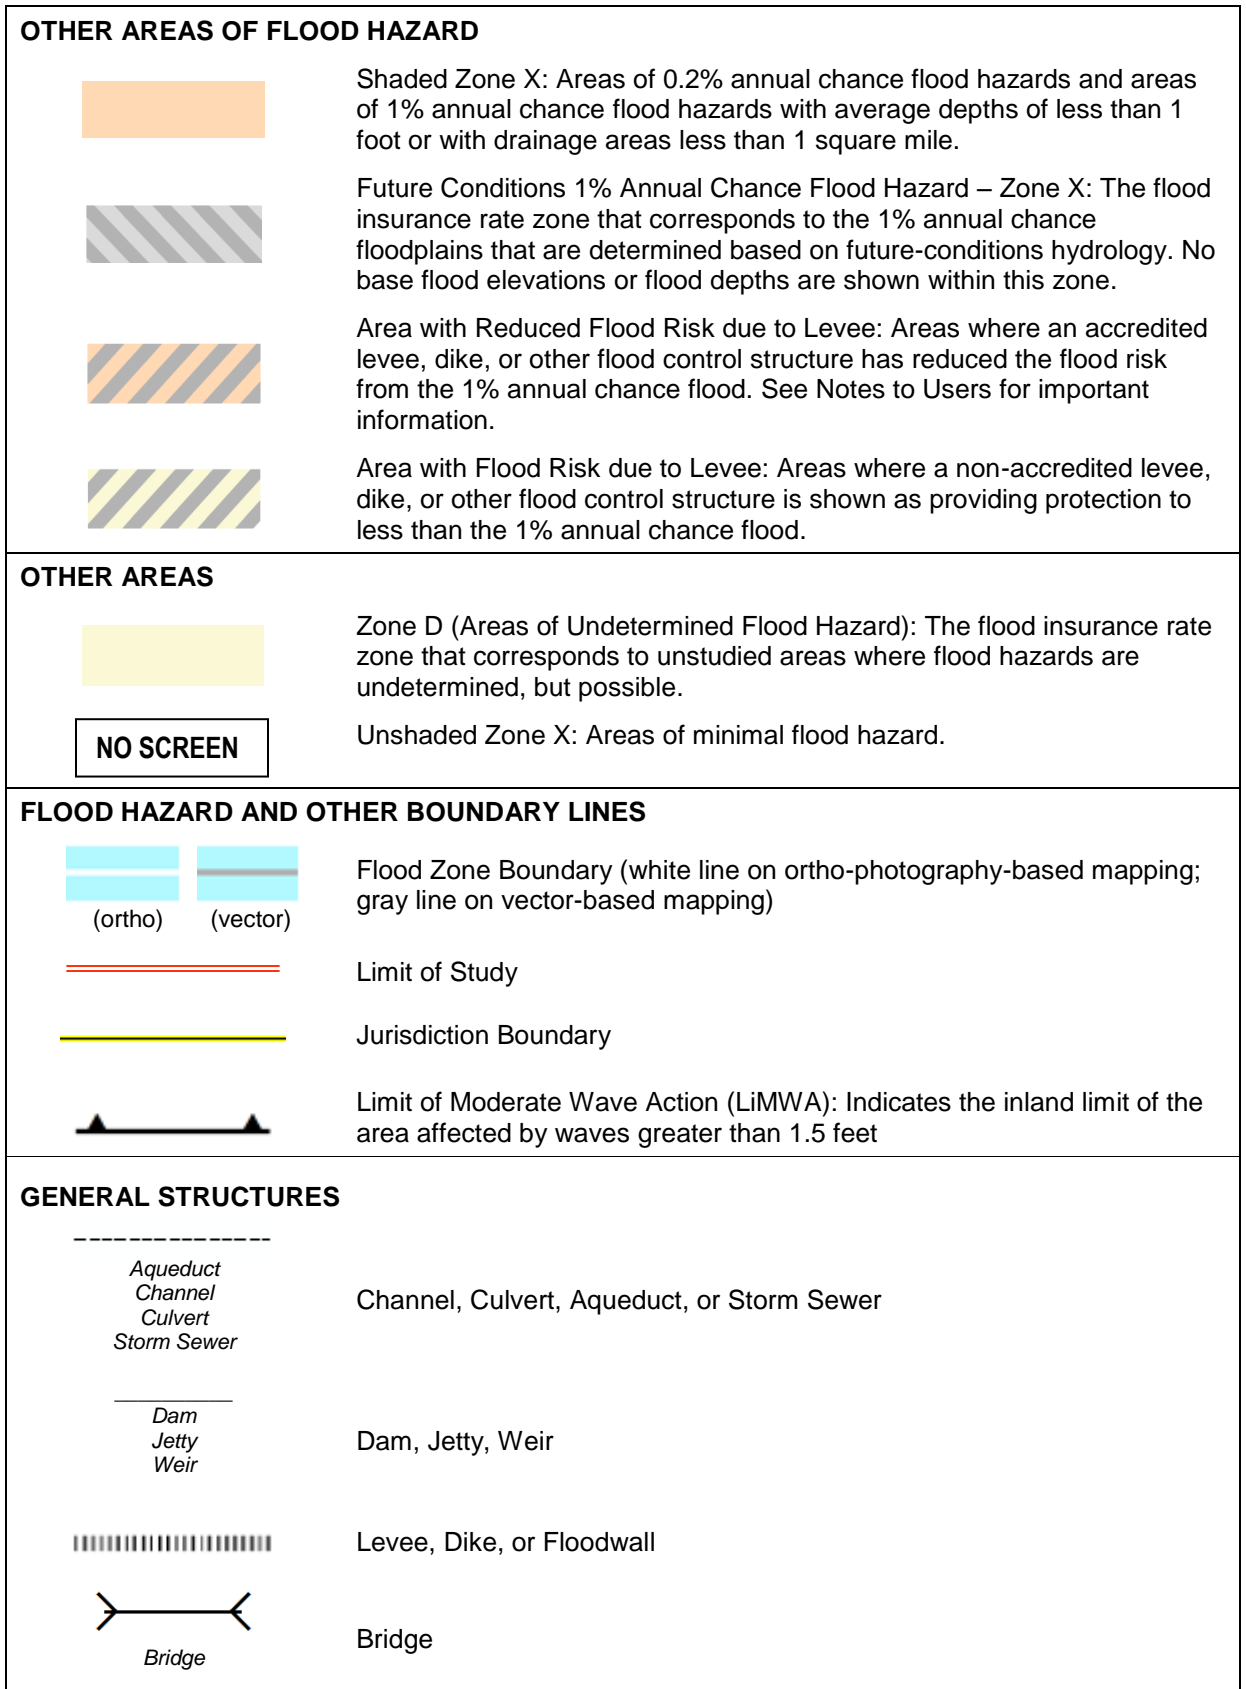 OTHER AREAS OF FLOOD HAZARD
Shaded Zone X: Areas of 0.2% annual chance flood hazards and areas
of 1% annual chance flood hazards with average depths of less than 1
foot or with drainage areas less than 1 square mile.
Future Conditions 1% Annual Chance Flood Hazard – Zone X: The flood
insurance rate zone that corresponds to the 1% annual chance
floodplains that are determined based on future-conditions hydrology. No
base flood elevations or flood depths are shown within this zone.
Area with Reduced Flood Risk due to Levee: Areas where an accredited
levee, dike, or other flood control structure has reduced the flood risk
from the 1% annual chance flood. See Notes to Users for important
information.
Area with Flood Risk due to Levee: Areas where a non-accredited levee,
dike, or other flood control structure is shown as providing protection to
less than the 1% annual chance flood.
OTHER AREAS
Zone D (Areas of Undetermined Flood Hazard): The flood insurance rate
zone that corresponds to unstudied areas where flood hazards are
undetermined, but possible.
NO SCREEN
Unshaded Zone X: Areas of minimal flood hazard.
FLOOD HAZARD AND OTHER BOUNDARY LINES
(ortho) (vector)
Flood Zone Boundary (white line on ortho-photography-based mapping;
gray line on vector-based mapping)
Limit of Study
Jurisdiction Boundary
Limit of Moderate Wave Action (LiMWA): Indicates the inland limit of the
area affected by waves greater than 1.5 feet
GENERAL STRUCTURES
Aqueduct
Channel
Culvert
Storm Sewer
Channel, Culvert, Aqueduct, or Storm Sewer
Dam
Jetty
Weir
Dam, Jetty, Weir
Levee, Dike, or Floodwall
Bridge
Bridge